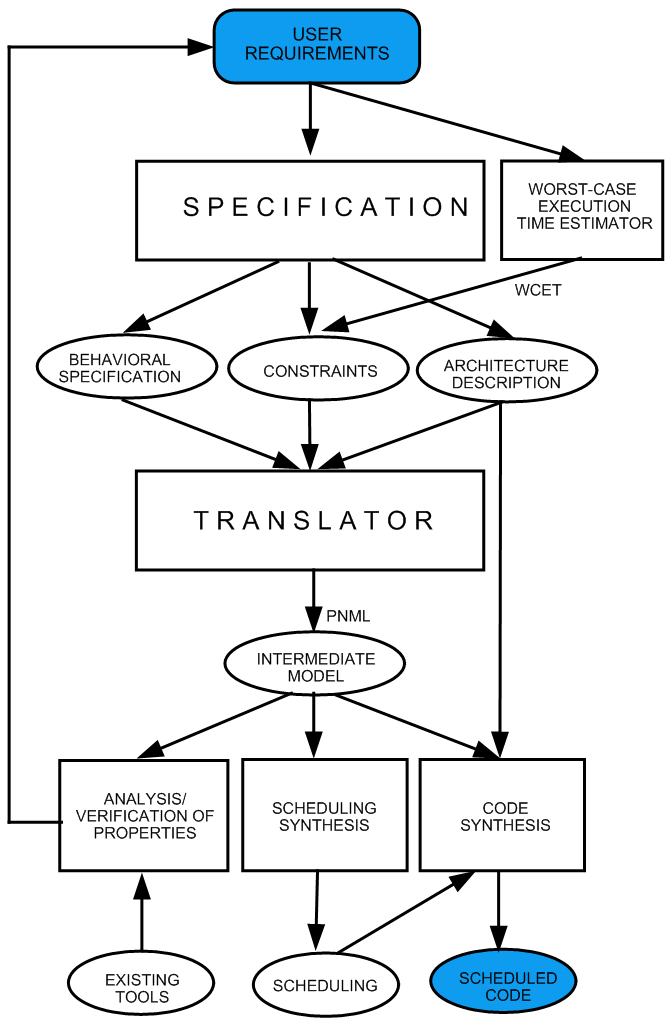 USER
REQUIREMENTS
SPECIFICATION
WORST-CASE
EXECUTION
TIME ESTIMATOR
WCET
BEHAVIORAL
SPECIFICATION
CONSTRAINTS
ARCHITECTURE
DESCRIPTION
TRANSLATOR
PNML
INTERMEDIATE
MODEL
ANALYSIS/
VERIFICATION OF
PROPERTIES
SCHEDULING
SYNTHESIS
CODE
SYNTHESIS
EXISTING
TOOLS
SCHEDULING
SCHEDULED
CODE